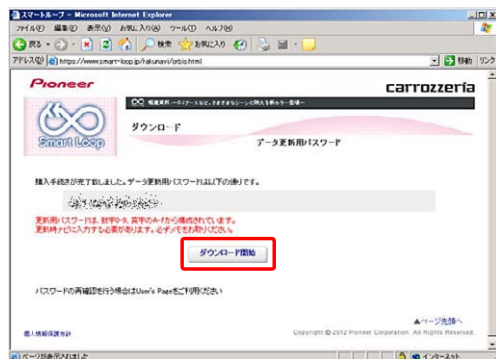 スマートループ - Microsoft Internet Explorer
ファイル(F) 編集(E) 表示(V) お気に入り(A) ツール(T) ヘルプ(H)
戻る 検索 お気に入り
アドレス(D) https://www.smart-loop.jp/rakunavi/orbis.html 移動 リンク
Pioneer carrozzeria
Smart Loop
ダウンロード
データ更新用パスワード
購入手続きが完了致しました。データ更新用パスワードは以下の通りです。
更新用パスワードは、数字0-9、英字のA-Fから構成されています。
更新時ナビに入力する必要があります。必ずメモをお取りください。
ダウンロード開始
パスワードの再確認を行う場合はUser's Pageをご利用ください
▲ページ先頭へ
個人情報保護方針 Copyright © 2012 Pioneer Corporation. All Rights Reserved.
ページが表示されました インターネット